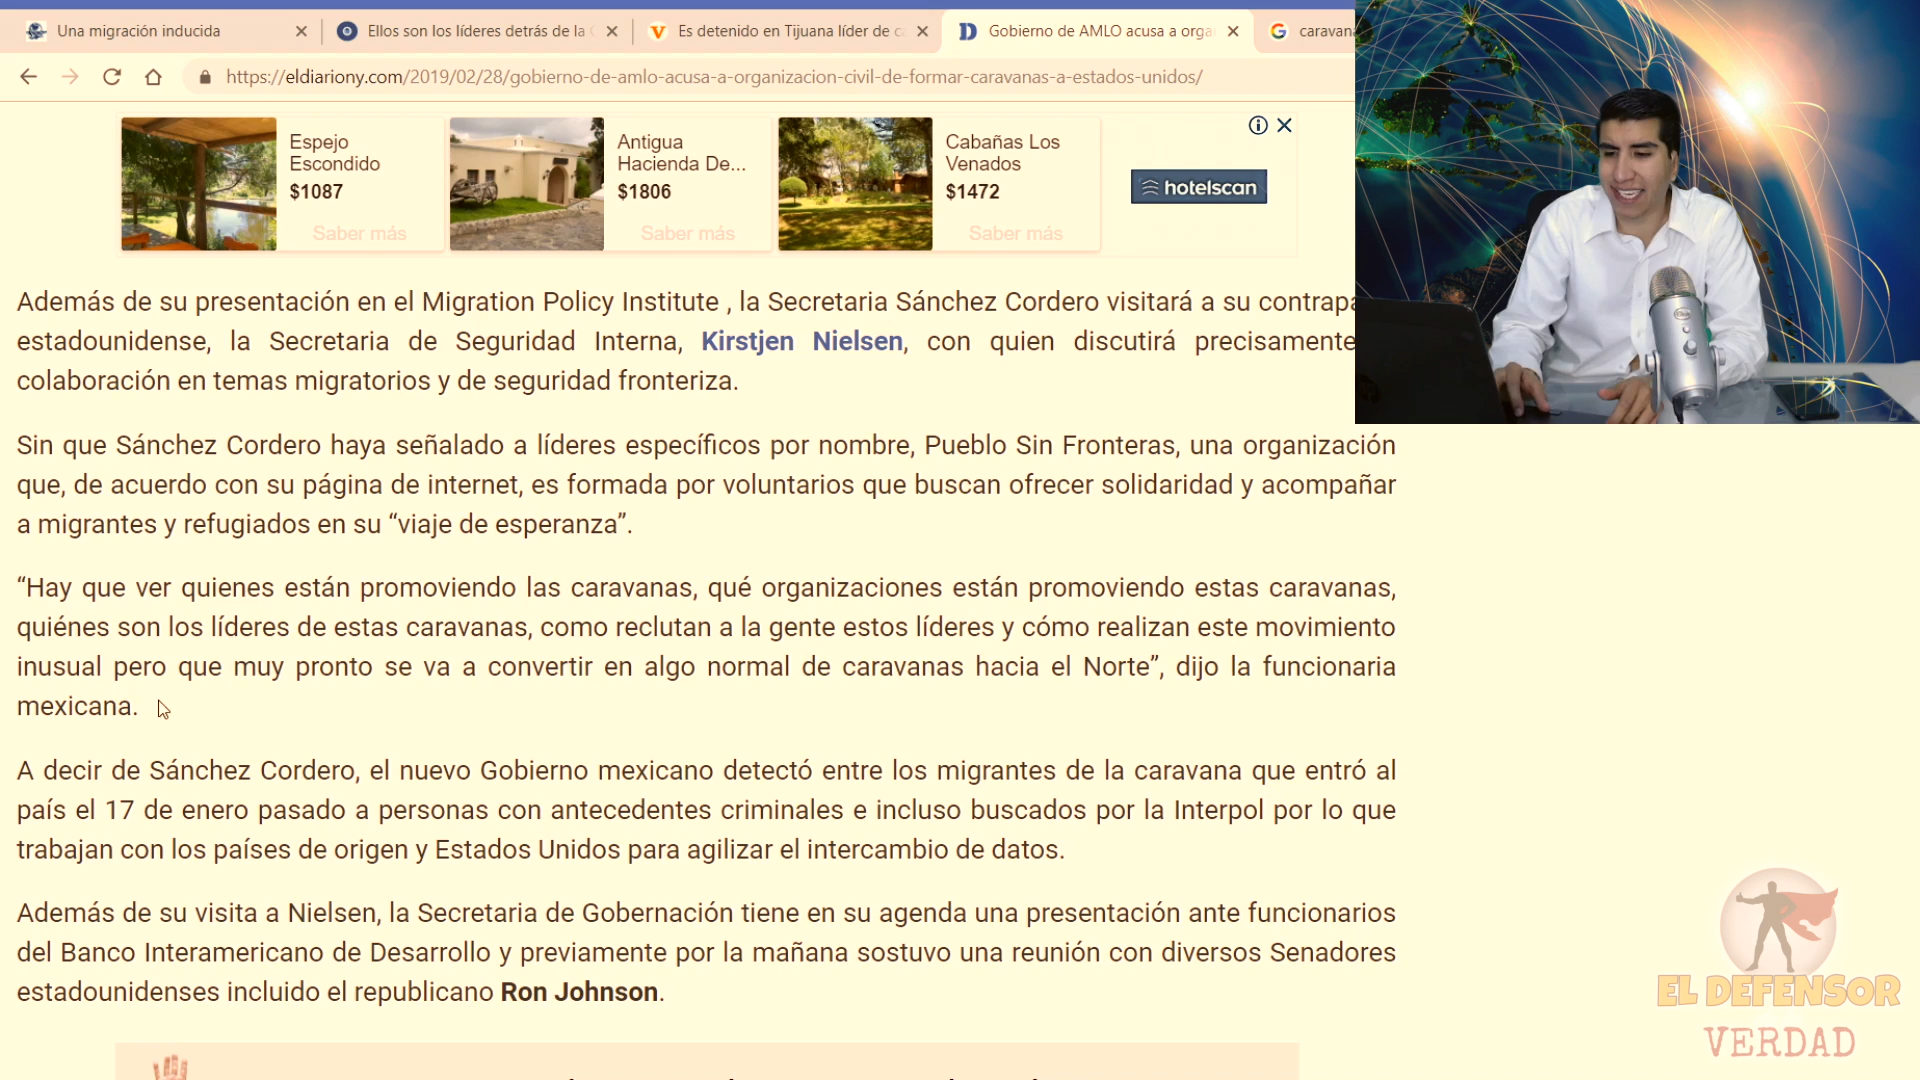 Una migración inducida
Ellos son los líderes detrás de la
Es detenido en Tijuana líder de
Gobierno de AMLO acusa a orga
caravana
https://eldiariony.com/2019/02/28/gobierno-de-amlo-acusa-a-organizacion-civil-de-formar-caravanas-a-estados-unidos/
Espejo
Escondido
$1087
Saber más
Antigua
Hacienda De...
$1806
Saber más
Cabañas Los
Venados
$1472
Saber más
hotelscan
Además de su presentación en el Migration Policy Institute , la Secretaria Sánchez Cordero visitará a su
estadounidense, la Secretaria de Seguridad Interna, Kirstjen Nielsen, con quien discutirá precisamente
colaboración en temas migratorios y de seguridad fronteriza.
Sin que Sánchez Cordero haya señalado a líderes específicos por nombre, Pueblo Sin Fronteras, una organización
que, de acuerdo con su página de internet, es formada por voluntarios que buscan ofrecer solidaridad y acompañar
a migrantes y refugiados en su “viaje de esperanza”.
“Hay que ver quienes están promoviendo las caravanas, qué organizaciones están promoviendo estas caravanas,
quiénes son los líderes de estas caravanas, como reclutan a la gente estos líderes y cómo realizan este movimiento
inusual pero que muy pronto se va a convertir en algo normal de caravanas hacia el Norte”, dijo la funcionaria
mexicana.
A decir de Sánchez Cordero, el nuevo Gobierno mexicano detectó entre los migrantes de la caravana que entró al
país el 17 de enero pasado a personas con antecedentes criminales e incluso buscados por la Interpol por lo que
trabajan con los países de origen y Estados Unidos para agilizar el intercambio de datos.
Además de su visita a Nielsen, la Secretaria de Gobernación tiene en su agenda una presentación ante funcionarios
del Banco Interamericano de Desarrollo y previamente por la mañana sostuvo una reunión con diversos Senadores
estadounidenses incluido el republicano Ron Johnson.
EL DEFENSOR
VERDAD